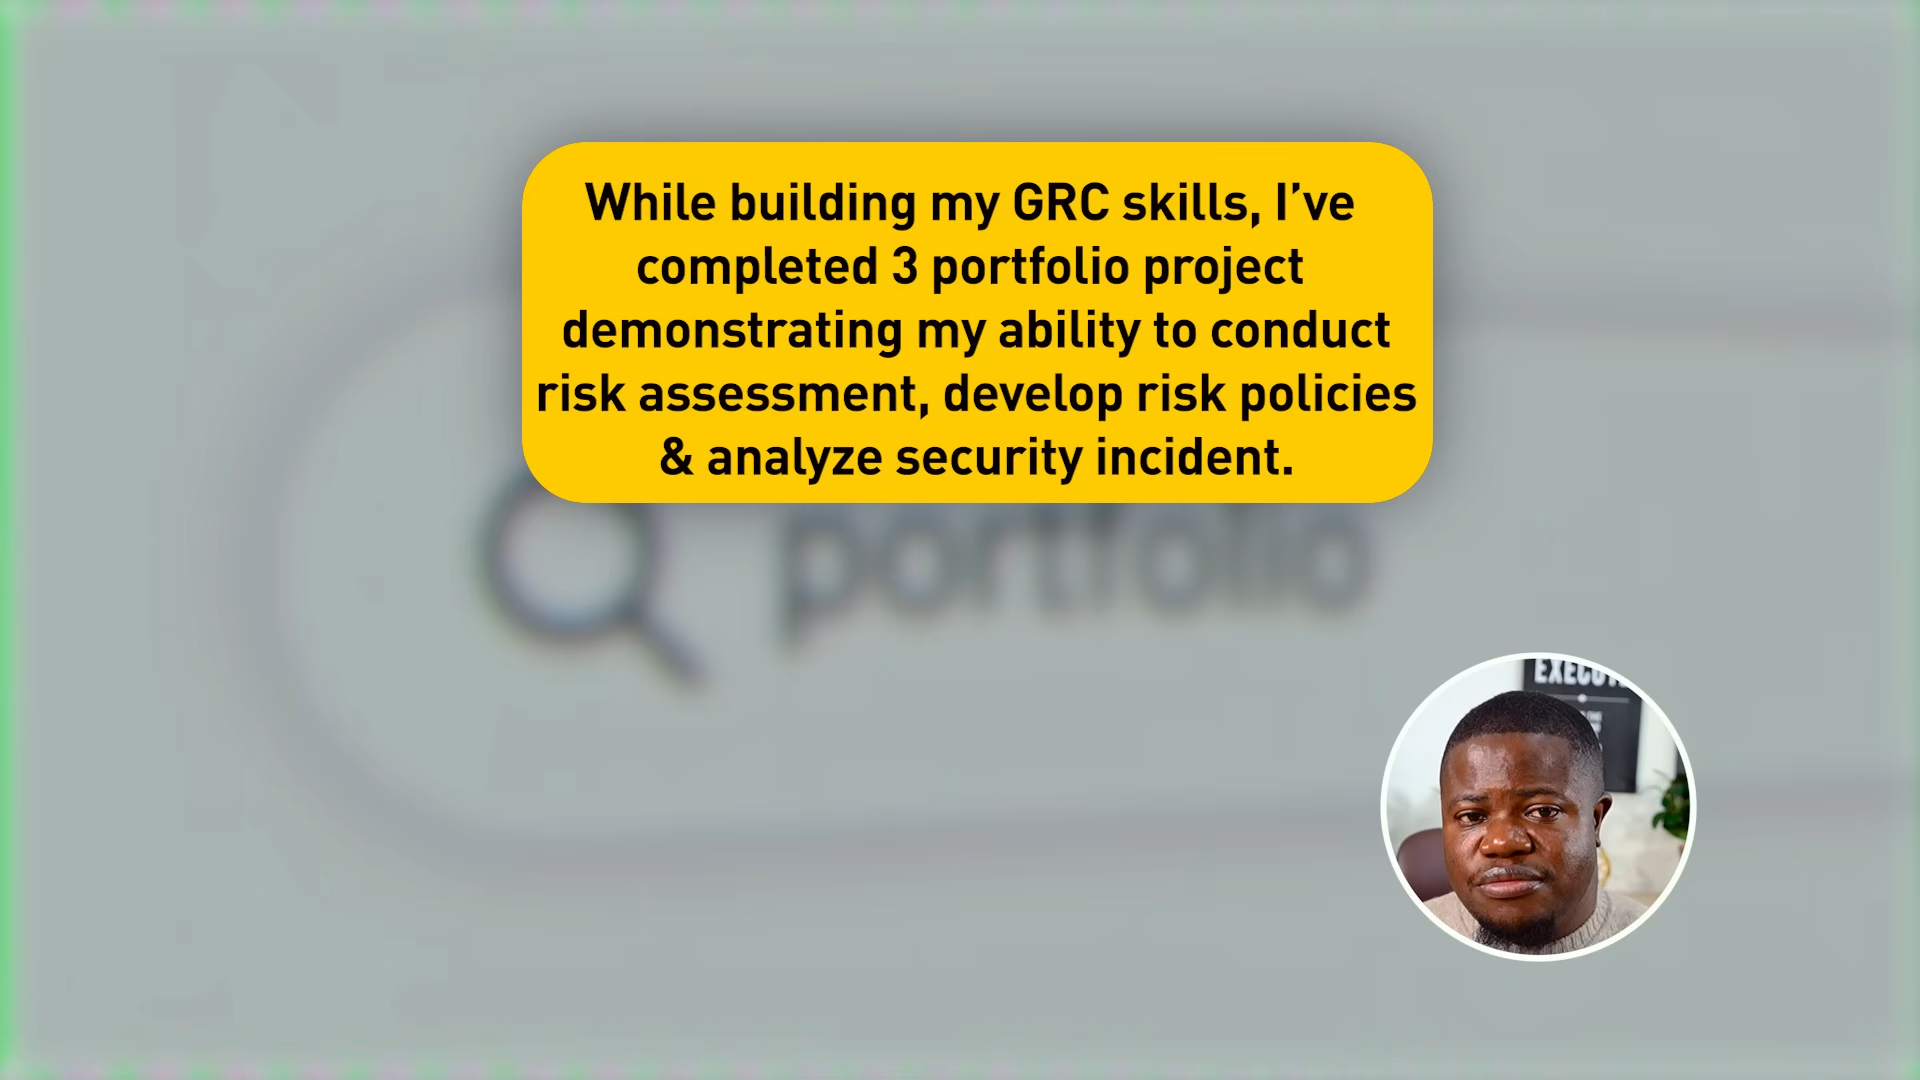 While building my GRC skills, I’ve
completed 3 portfolio project
demonstrating my ability to conduct
risk assessment, develop risk policies
& analyze security incident.
portfolio